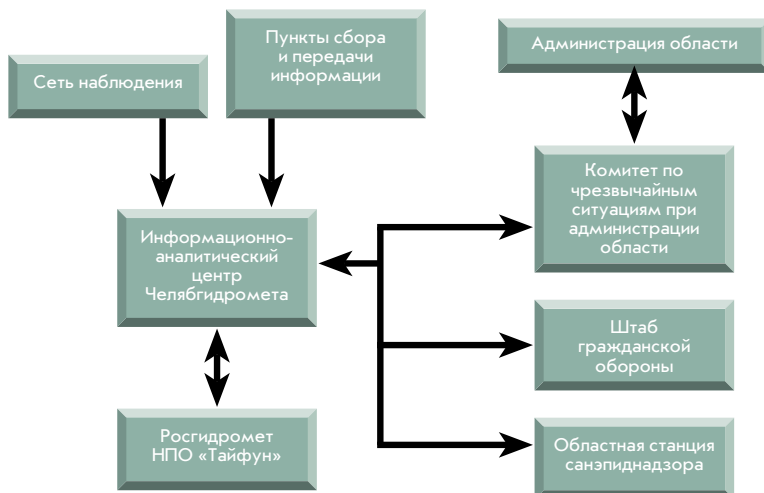 Сеть наблюдения
Пункты сбора
и передачи
информации
Администрация области
Информационно-
аналитический
центр
Челябгидромета
Комитет по
чрезвычайным
ситуациям при
администрации
области
Штаб
гражданской
обороны
Росгидромет
НПО «Тайфун»
Областная станция
санэпиднадзора